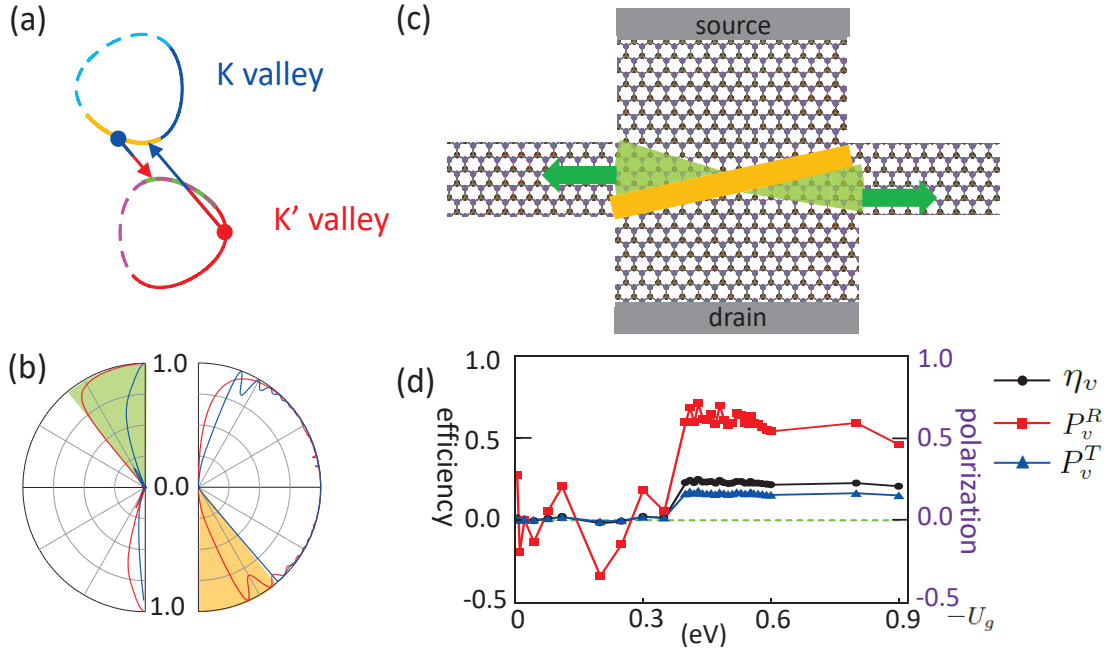 (a)
K valley
K' valley
(c)
source
drain
(b)
1.0
0.0
1.0
(d)
efficiency
1.0
0.5
0.0
-0.5
0
0.3
(eV)
0.6
0.9
−U_g
1.0
0.5
0.0
-0.5
polarization
η_v
P_v^R
P_v^T